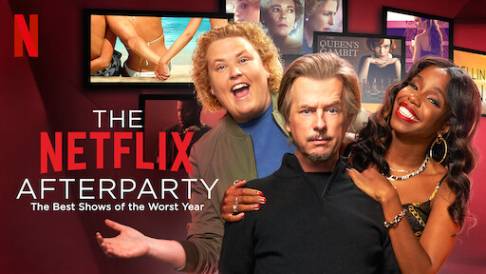 N
QUEEN'S
GAMBIT
THE
NETFLIX
AFTERPARTY
The Best Shows of the Worst Year